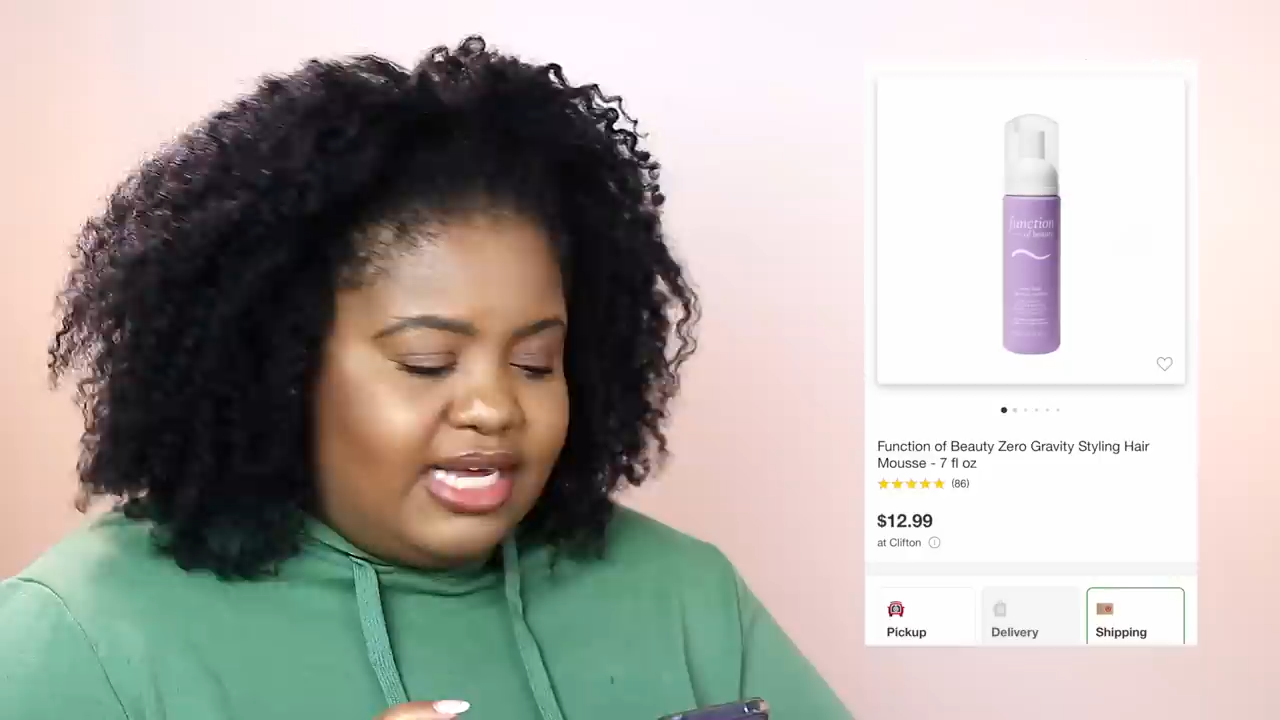 function
of beauty
Function of Beauty Zero Gravity Styling Hair
Mousse - 7 fl oz
(86)
$12.99
at Clifton
Pickup
Delivery
Shipping